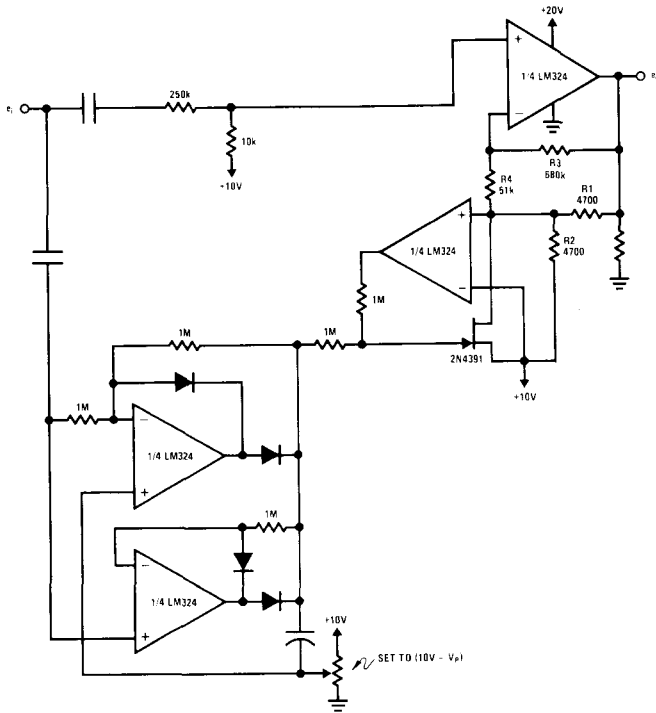 +20V
+
1/4 LM324
−
eᵢ
250k
10k
+10V
R3
680k
R4
51k
R1
4700
R2
4700
+
1/4 LM324
−
1M
1M
1M
2N4391
+10V
1M
−
1/4 LM324
+
1M
−
1/4 LM324
+
+10V
SET TO (10V − Vₚ)